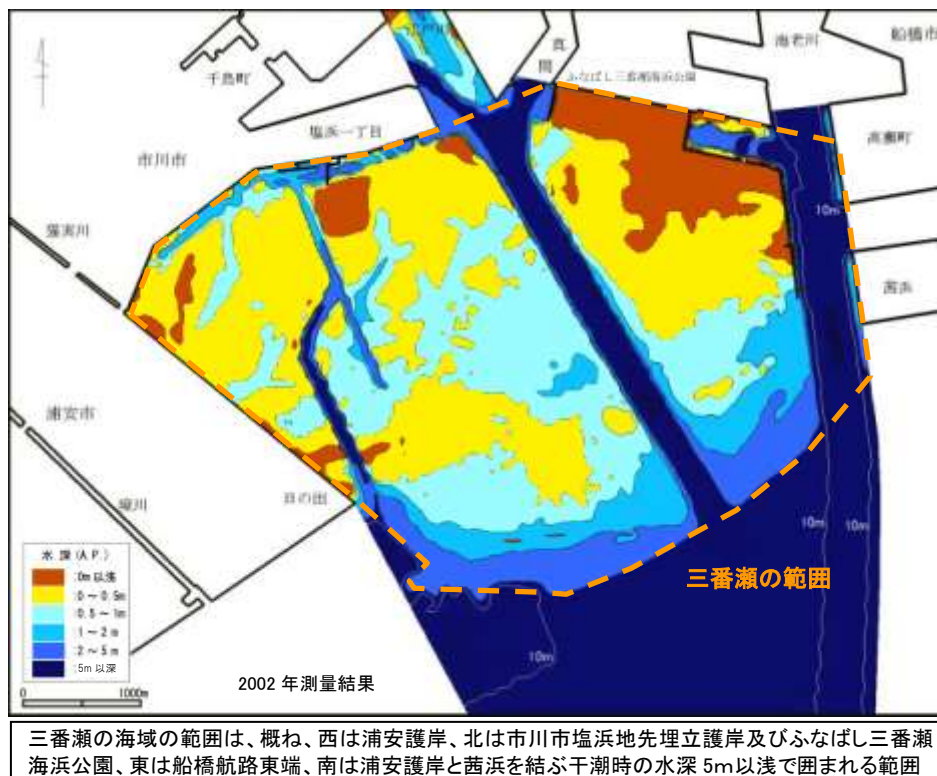 江戸川
真間
海老川
船橋市
千鳥町
ふなばし三番瀬海浜公園
塩浜一丁目
高瀬町
市川市
10m
猫実川
茜浜
浦安市
日の出
境川
水 深 (A.P.)
0m以浅
0～0.5m
0.5～1m
1～2m
2～5m
5m以深
三番瀬の範囲
10m
10m
10m
0
1000m
2002 年測量結果
三番瀬の海域の範囲は、概ね、西は浦安護岸、北は市川市塩浜地先埋立護岸及びふなばし三番瀬
海浜公園、東は船橋航路東端、南は浦安護岸と茜浜を結ぶ干潮時の水深 5m以浅で囲まれる範囲